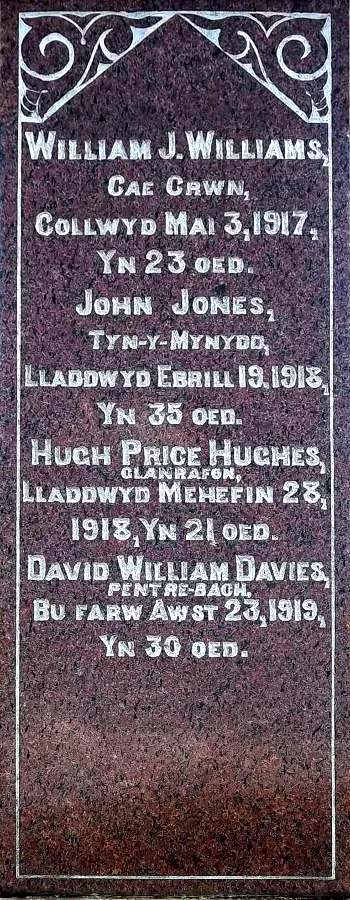 William J. Williams,
Cae Crwn,
Collwyd Mai 3, 1917,
Yn 23 oed.
John Jones,
Tyn-y-Mynydd,
Lladdwyd Ebrill 19, 1918,
Yn 35 oed.
Hugh Price Hughes,
Glanrafon,
Lladdwyd Mehefin 28,
1918, Yn 21 oed.
David William Davies,
Pentre-Bach,
Bu farw Awst 23, 1919,
Yn 30 oed.